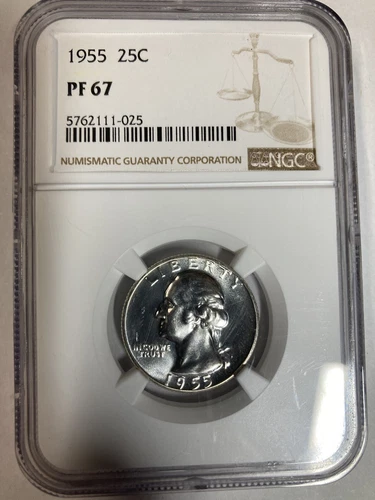 1955 25C
PF 67
5762111-025
NUMISMATIC GUARANTY CORPORATION
NGC®
LIBERTY
IN GOD WE
TRUST
1955